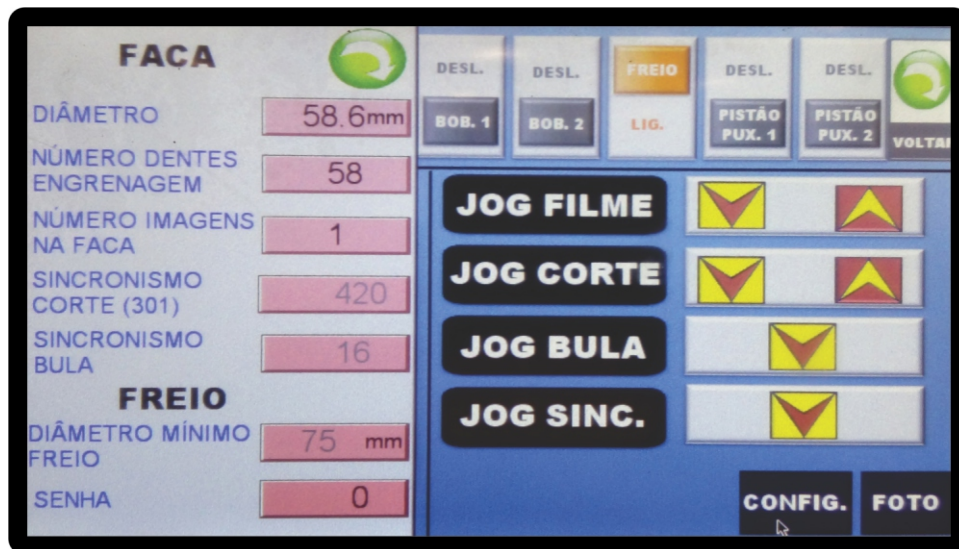 FACA
DIÂMETRO
58.6mm
NÚMERO DENTES
ENGRENAGEM
58
NÚMERO IMAGENS
NA FACA
1
SINCRONISMO
CORTE (301)
420
SINCRONISMO
BULA
16
FREIO
DIÂMETRO MÍNIMO
FREIO
75 mm
SENHA
0
DESL.
BOB. 1
DESL.
BOB. 2
FREIO
LIG.
DESL.
PISTÃO
PUX. 1
DESL.
PISTÃO
PUX. 2
JOG FILME
JOG CORTE
JOG BULA
JOG SINC.
CONFIG.
FOTO